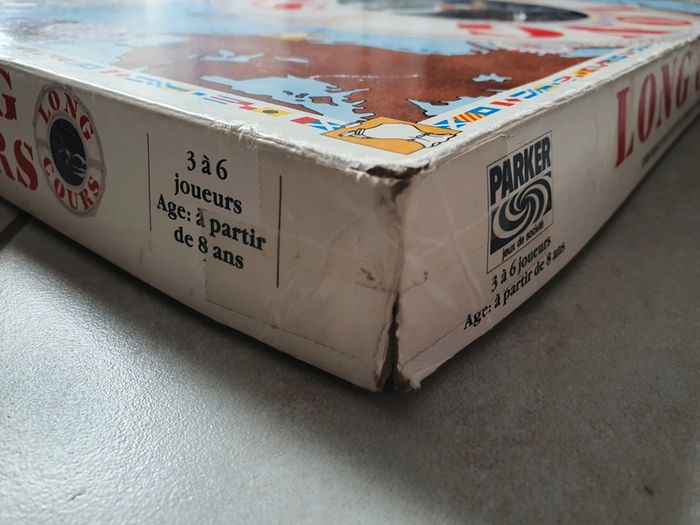 LONG
COURS
3 à 6
joueurs
Age: à partir
de 8 ans
PARKER
jeux de société
3 à 6 joueurs
Age: à partir de 8 ans
LONG